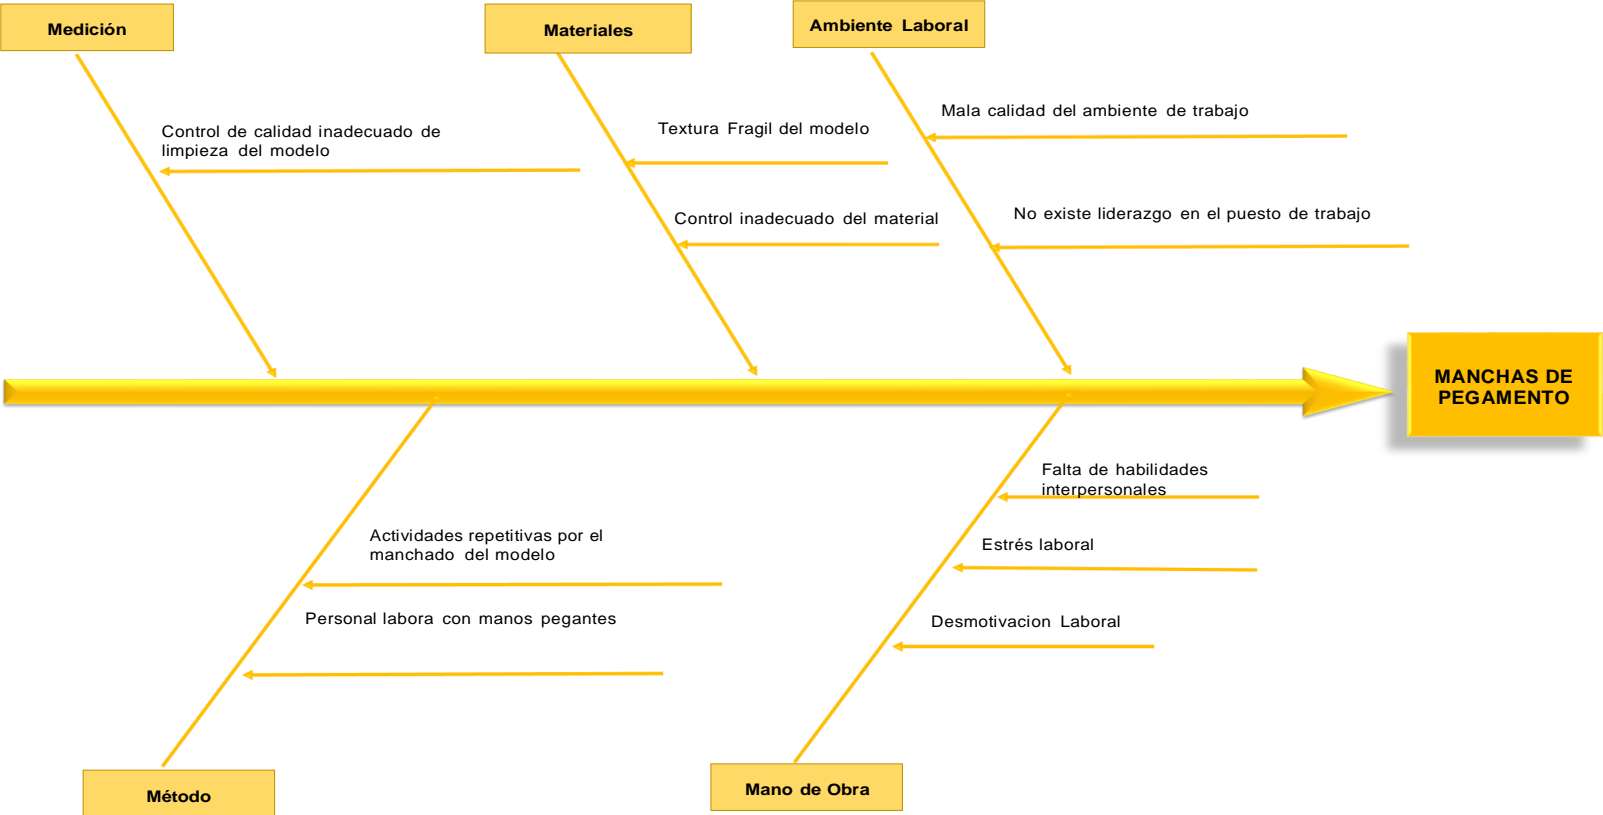 Medición
Materiales
Ambiente Laboral
Control de calidad inadecuado de
limpieza del modelo
Textura Fragil del modelo
Control inadecuado del material
Mala calidad del ambiente de trabajo
No existe liderazgo en el puesto de trabajo
MANCHAS DE
PEGAMENTO
Actividades repetitivas por el
manchado del modelo
Personal labora con manos pegantes
Falta de habilidades
interpersonales
Estrés laboral
Desmotivacion Laboral
Método
Mano de Obra